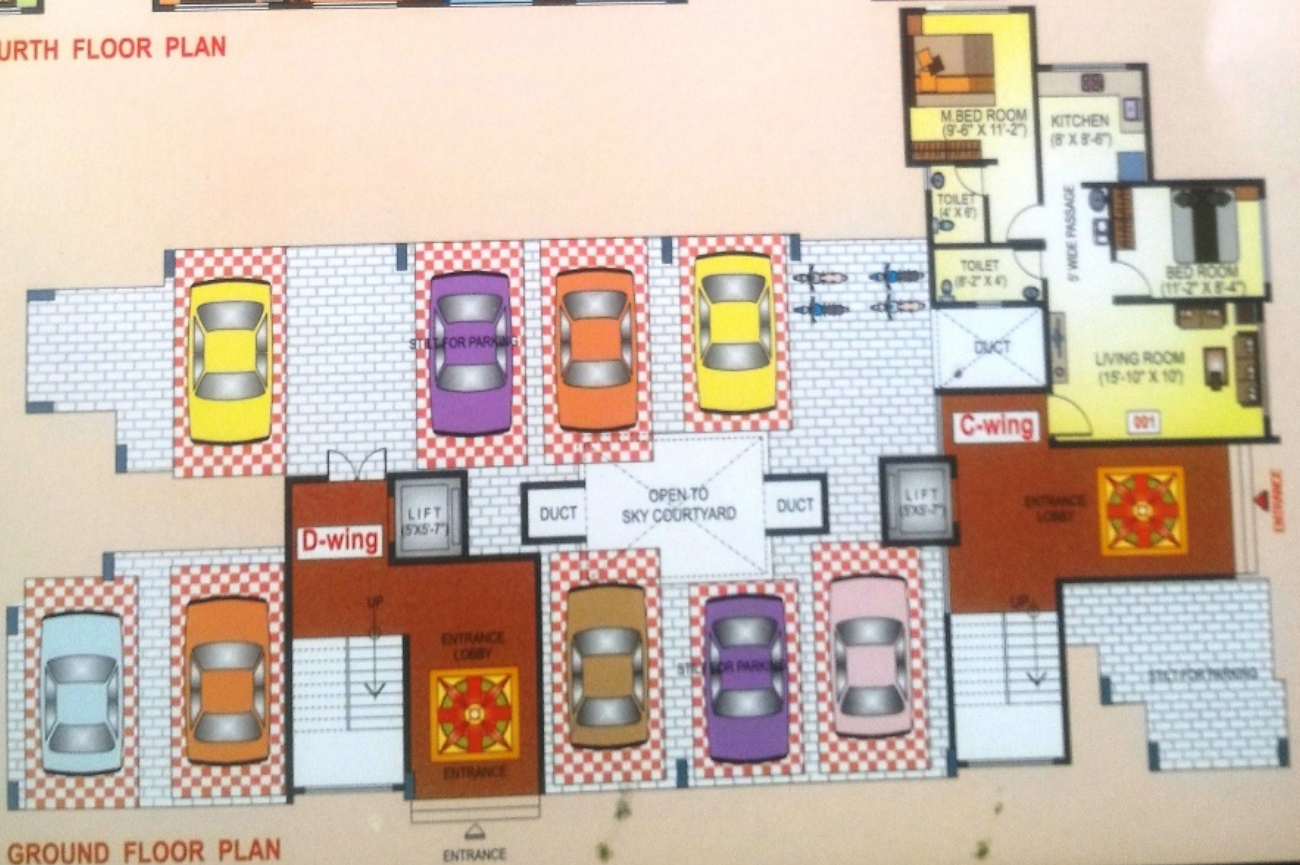 URTH FLOOR PLAN
M.BED ROOM
(9'-6" X 11'-2")
KITCHEN
(8' X 8'-6")
TOILET
(4' X 6')
5' WIDE PASSAGE
TOILET
(8'-2" X 4')
BED ROOM
(11'-2" X 8'-4")
DUCT
LIVING ROOM
(15'-10" X 10')
STILT FOR PARKING
C-wing
001
LIFT
(5'X5'-7")
DUCT
OPEN TO
SKY COURTYARD
DUCT
LIFT
(5'X5'-7")
ENTRANCE
LOBBY
ENTRANCE
D-wing
UP
UP
ENTRANCE
LOBBY
STILT FOR PARKING
STILT FOR PARKING
ENTRANCE
GROUND FLOOR PLAN
ENTRANCE